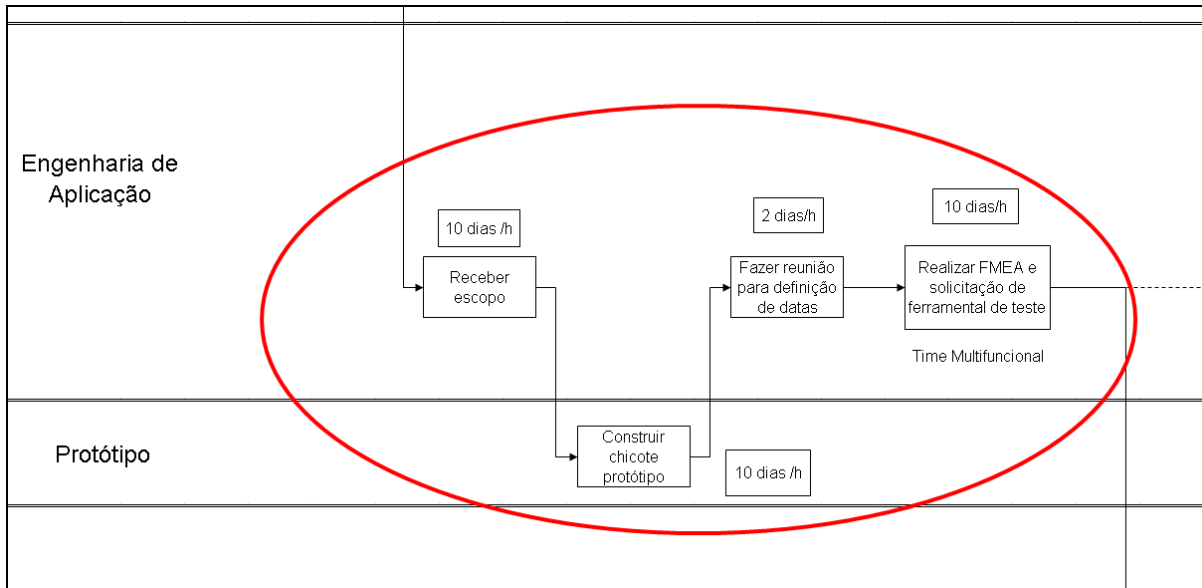 Engenharia de
Aplicação
10 dias /h
Receber
escopo
2 dias/h
Fazer reunião
para definição
de datas
10 dias/h
Realizar FMEA e
solicitação de
ferramental de teste
Time Multifuncional
Protótipo
Construir
chicote
protótipo
10 dias /h